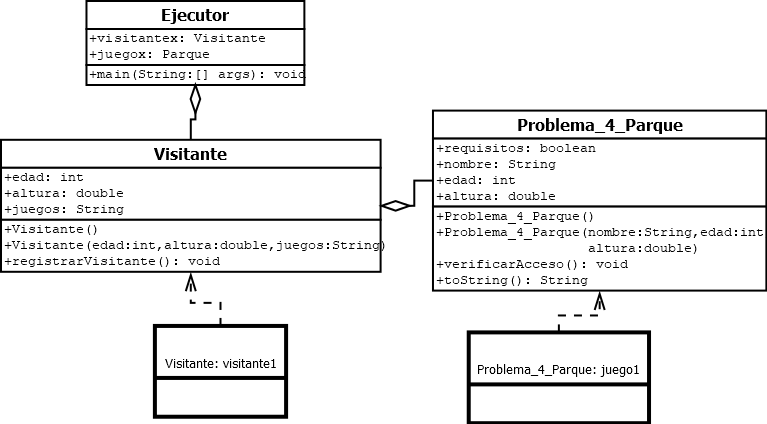 Ejecutor
+visitantex: Visitante
+juegox: Parque
+main(String:[] args): void
Visitante
+edad: int
+altura: double
+juegos: String
+Visitante()
+Visitante(edad:int,altura:double,juegos:String)
+registrarVisitante(): void
Problema_4_Parque
+requisitos: boolean
+nombre: String
+edad: int
+altura: double
+Problema_4_Parque()
+Problema_4_Parque(nombre:String,edad:int
altura:double)
+verificarAcceso(): void
+toString(): String
Visitante: visitante1
Problema_4_Parque: juego1